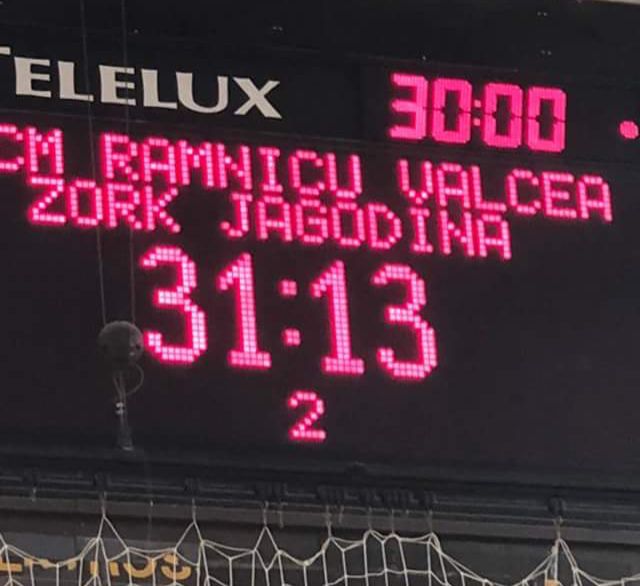 TELELUX
30:00
CM RAMNICU VALCEA
ZORK JAGODINA
31:13
2